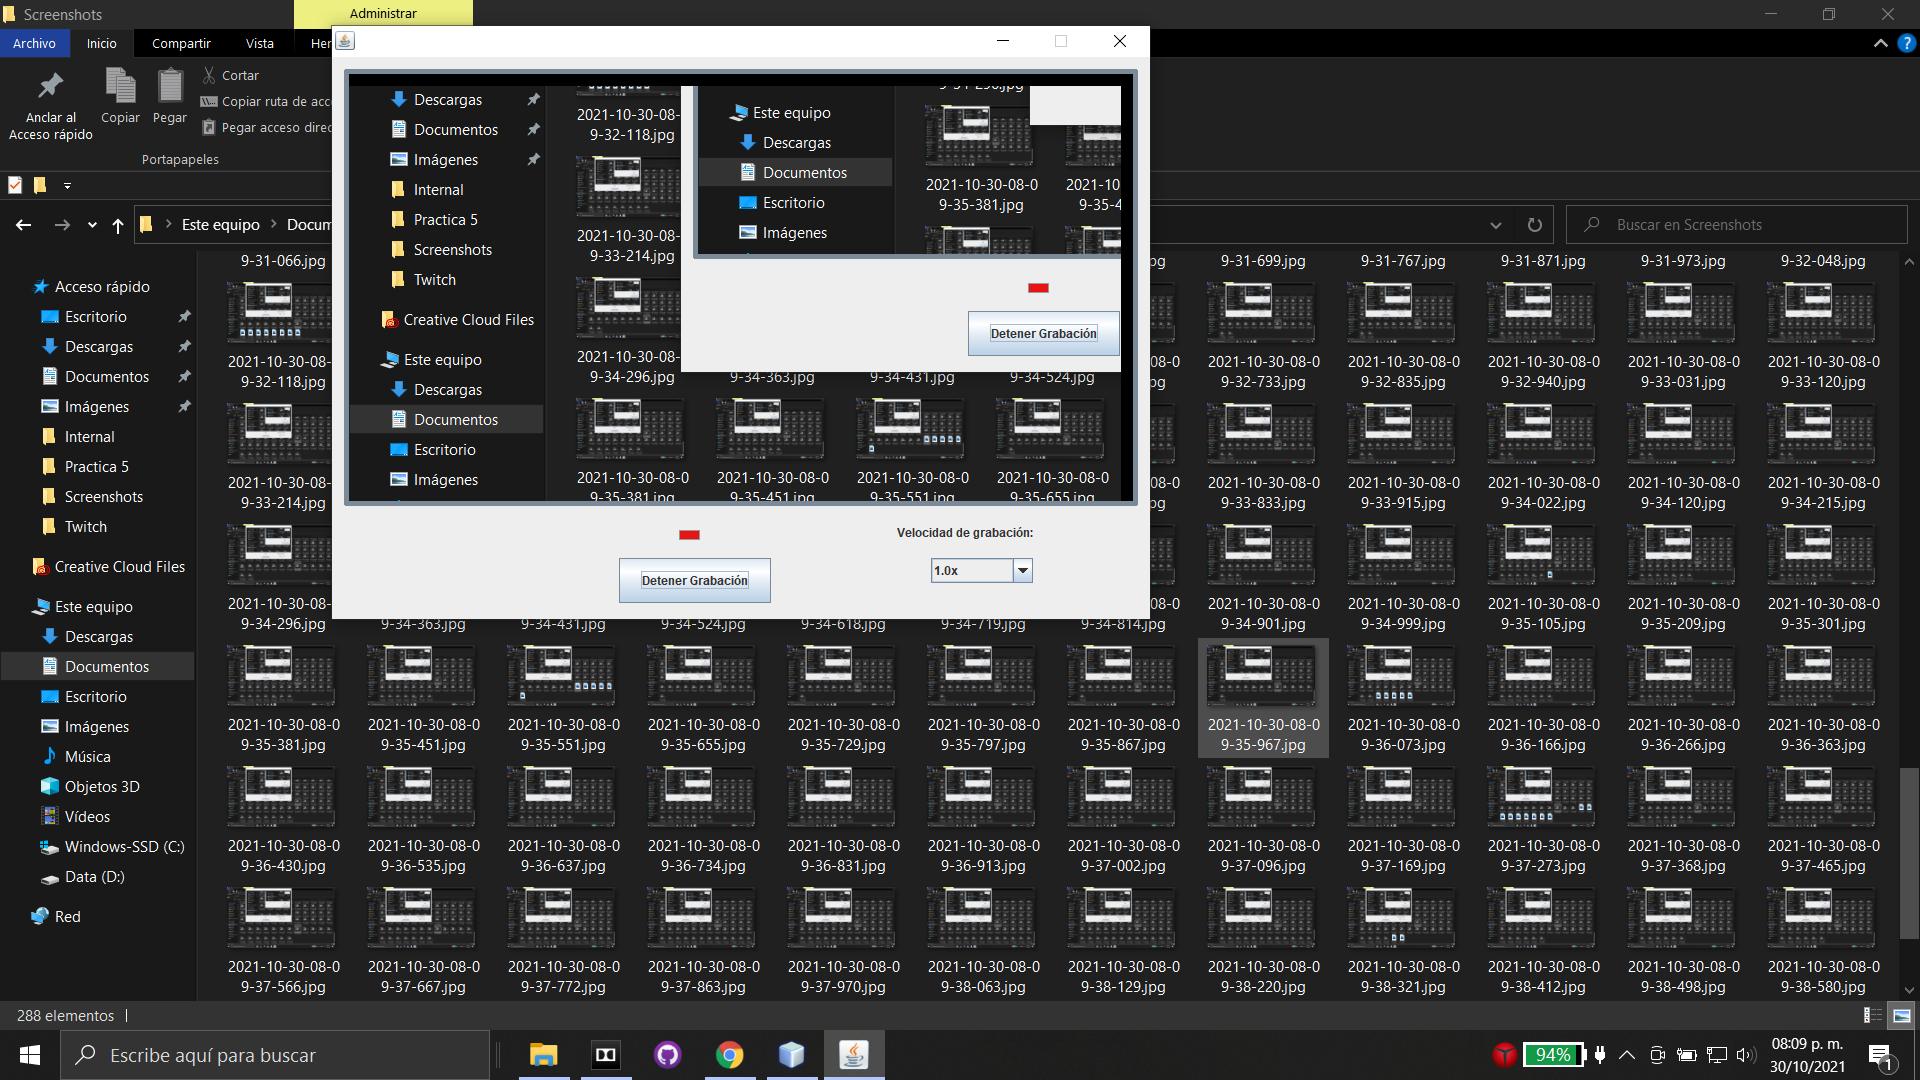 Screenshots
Administrar
Archivo
Inicio
Compartir
Vista
Her
Anclar al
Acceso rápido
Copiar
Pegar
Cortar
Copiar ruta de acc
Pegar acceso direc
Portapapeles
Este equipo
Docum
Buscar en Screenshots
Acceso rápido
Escritorio
Descargas
Documentos
Imágenes
Internal
Practica 5
Screenshots
Twitch
Creative Cloud Files
Este equipo
Descargas
Documentos
Escritorio
Imágenes
Música
Objetos 3D
Vídeos
Windows-SSD (C:)
Data (D:)
Red
Descargas
Documentos
Imágenes
Internal
Practica 5
Screenshots
Twitch
Creative Cloud Files
Este equipo
Descargas
Documentos
Escritorio
Imágenes
2021-10-30-08-
9-32-118.jpg
2021-10-30-08-
9-33-214.jpg
2021-10-30-08-
9-34-296.jpg
9-34-363.jpg
9-34-431.jpg
9-34-524.jpg
2021-10-30-08-0
9-35-381.jpg
2021-10-30-08-0
9-35-451.jpg
2021-10-30-08-0
9-35-551.jpg
2021-10-30-08-0
9-35-655.jpg
Este equipo
Descargas
Documentos
Escritorio
Imágenes
2021-10-30-08-0
9-35-381.jpg
2021-10
9-35-4
Detener Grabación
Velocidad de grabación:
Detener Grabación
1.0x
9-31-066.jpg
pg
9-31-699.jpg
9-31-767.jpg
9-31-871.jpg
9-31-973.jpg
9-32-048.jpg
2021-10-30-08-
9-32-118.jpg
08-0
pg
2021-10-30-08-0
9-32-733.jpg
2021-10-30-08-0
9-32-835.jpg
2021-10-30-08-0
9-32-940.jpg
2021-10-30-08-0
9-33-031.jpg
2021-10-30-08-0
9-33-120.jpg
2021-10-30-08-
9-33-214.jpg
08-0
pg
2021-10-30-08-0
9-33-833.jpg
2021-10-30-08-0
9-33-915.jpg
2021-10-30-08-0
9-34-022.jpg
2021-10-30-08-0
9-34-120.jpg
2021-10-30-08-0
9-34-215.jpg
2021-10-30-08-
9-34-296.jpg
9-34-363.jpg
9-34-431.jpg
9-34-524.jpg
9-34-618.jpg
9-34-719.jpg
08-0
9-34-814.jpg
2021-10-30-08-0
9-34-901.jpg
2021-10-30-08-0
9-34-999.jpg
2021-10-30-08-0
9-35-105.jpg
2021-10-30-08-0
9-35-209.jpg
2021-10-30-08-0
9-35-301.jpg
2021-10-30-08-0
9-35-381.jpg
2021-10-30-08-0
9-35-451.jpg
2021-10-30-08-0
9-35-551.jpg
2021-10-30-08-0
9-35-655.jpg
2021-10-30-08-0
9-35-729.jpg
2021-10-30-08-0
9-35-797.jpg
2021-10-30-08-0
9-35-867.jpg
2021-10-30-08-0
9-35-967.jpg
2021-10-30-08-0
9-36-073.jpg
2021-10-30-08-0
9-36-166.jpg
2021-10-30-08-0
9-36-266.jpg
2021-10-30-08-0
9-36-363.jpg
2021-10-30-08-0
9-36-430.jpg
2021-10-30-08-0
9-36-535.jpg
2021-10-30-08-0
9-36-637.jpg
2021-10-30-08-0
9-36-734.jpg
2021-10-30-08-0
9-36-831.jpg
2021-10-30-08-0
9-36-913.jpg
2021-10-30-08-0
9-37-002.jpg
2021-10-30-08-0
9-37-096.jpg
2021-10-30-08-0
9-37-169.jpg
2021-10-30-08-0
9-37-273.jpg
2021-10-30-08-0
9-37-368.jpg
2021-10-30-08-0
9-37-465.jpg
2021-10-30-08-0
9-37-566.jpg
2021-10-30-08-0
9-37-667.jpg
2021-10-30-08-0
9-37-772.jpg
2021-10-30-08-0
9-37-863.jpg
2021-10-30-08-0
9-37-970.jpg
2021-10-30-08-0
9-38-063.jpg
2021-10-30-08-0
9-38-129.jpg
2021-10-30-08-0
9-38-220.jpg
2021-10-30-08-0
9-38-321.jpg
2021-10-30-08-0
9-38-412.jpg
2021-10-30-08-0
9-38-498.jpg
2021-10-30-08-0
9-38-580.jpg
288 elementos
Escribe aquí para buscar
94%
08:09 p. m.
30/10/2021
1